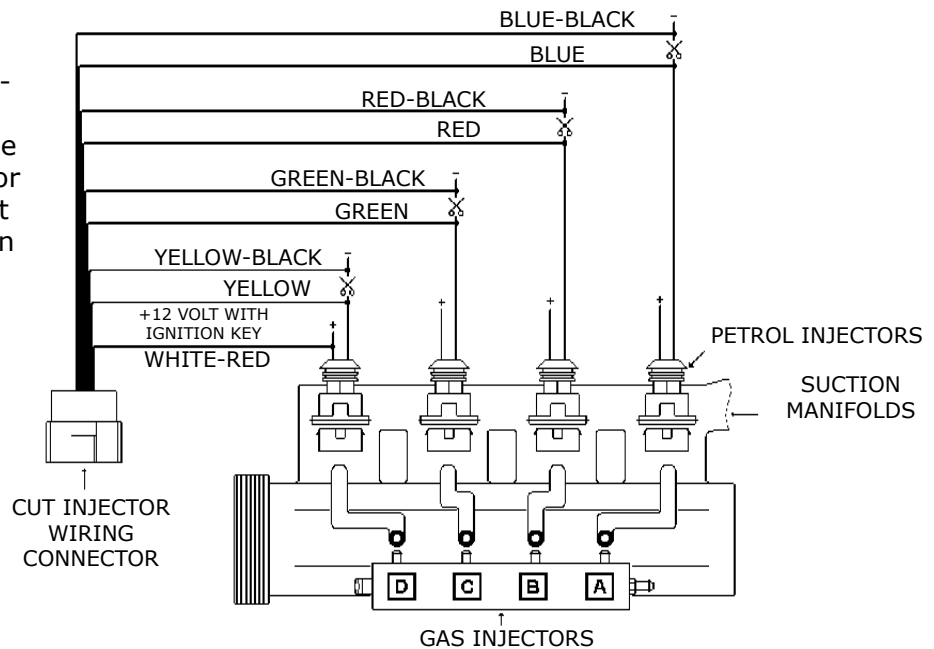 BLUE-BLACK
BLUE
RED-BLACK
RED
GREEN-BLACK
GREEN
YELLOW-BLACK
YELLOW
+12 VOLT WITH
IGNITION KEY
WHITE-RED
-
e
or
t
n
-
-
-
-
+
+
+
+
PETROL INJECTORS
SUCTION
MANIFOLDS
CUT INJECTOR
WIRING
CONNECTOR
D C B A
GAS INJECTORS